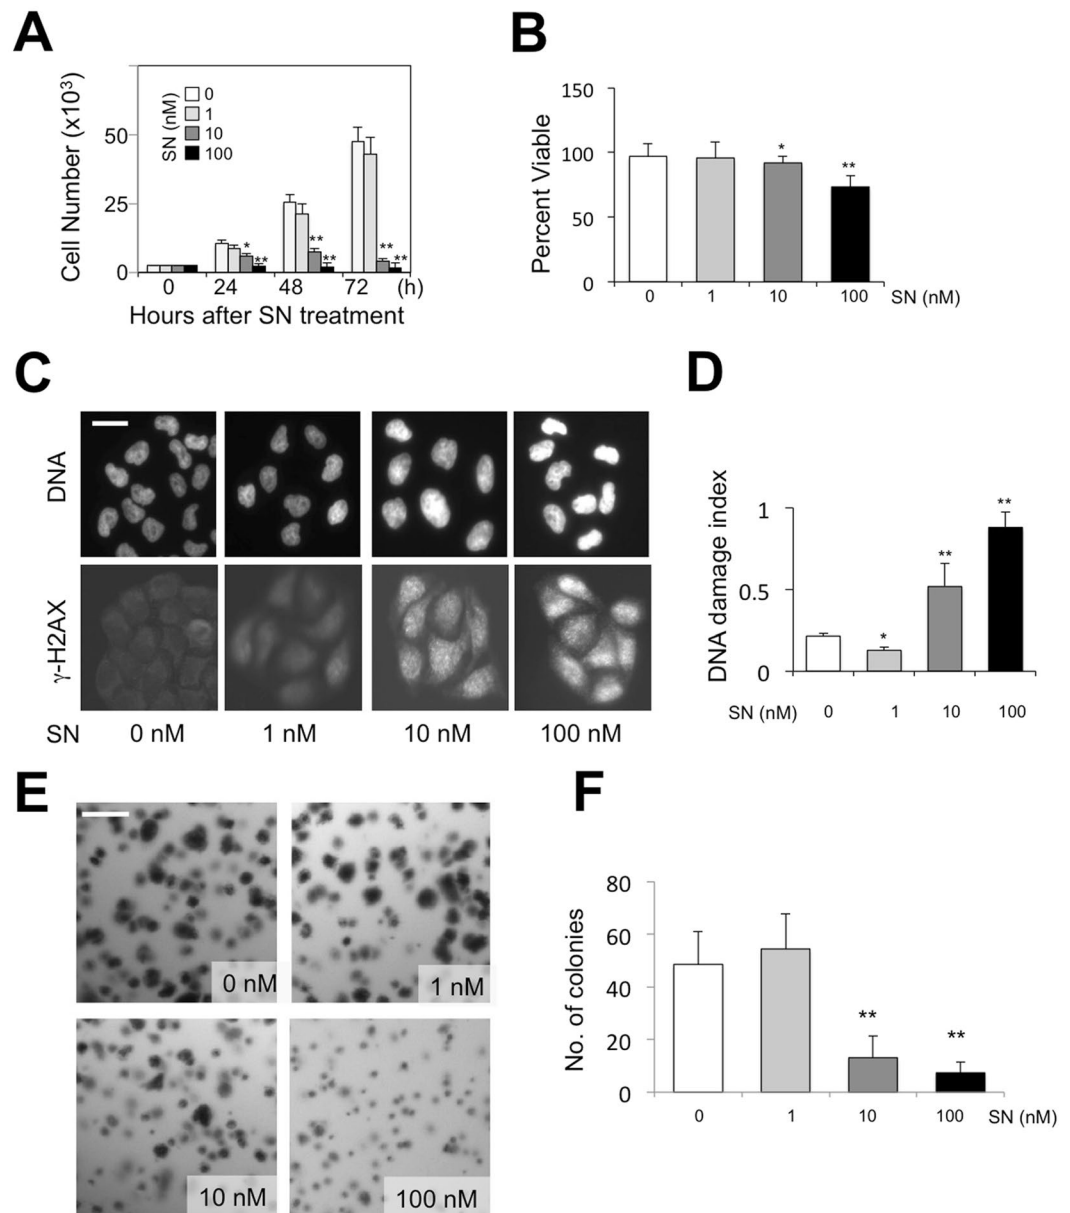 A
Cell Number (x10³)
SN (nM)
0
1
10
100
50
25
0
* ** ** ** ** **
0 24 48 72 (h)
Hours after SN treatment
B
Percent Viable
150
100
50
0
* **
0 1 10 100 SN (nM)
C
DNA
γ-H2AX
SN 0 nM 1 nM 10 nM 100 nM
D
DNA damage index
1
0.5
0
* ** **
SN (nM) 0 1 10 100
E
0 nM
1 nM
10 nM
100 nM
F
No. of colonies
80
60
40
20
0
** **
0 1 10 100 SN (nM)